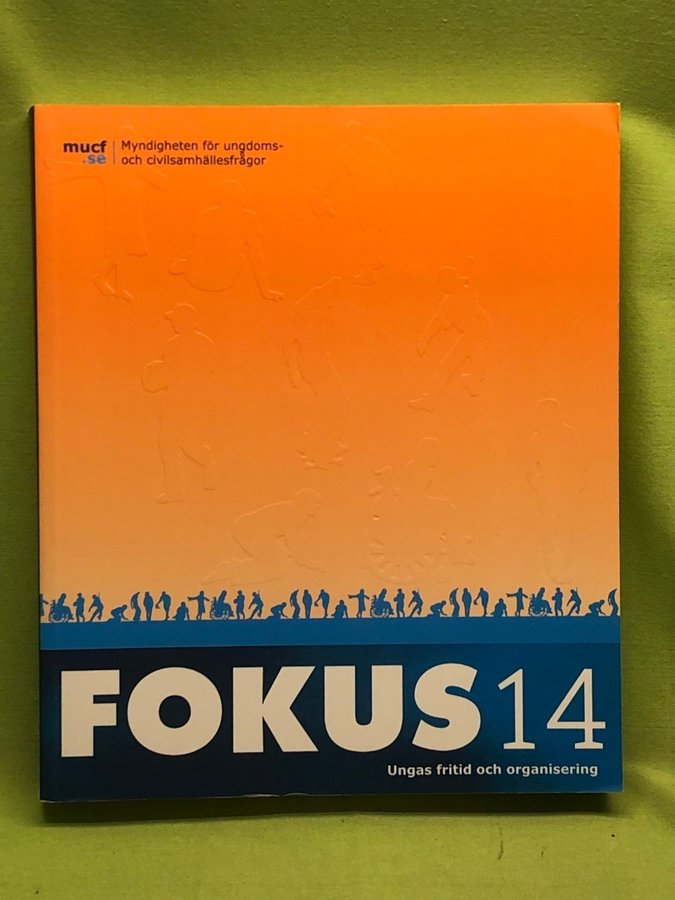 mucf
.se
Myndigheten för ungdoms-
och civilsamhällesfrågor
FOKUS14
Ungas fritid och organisering